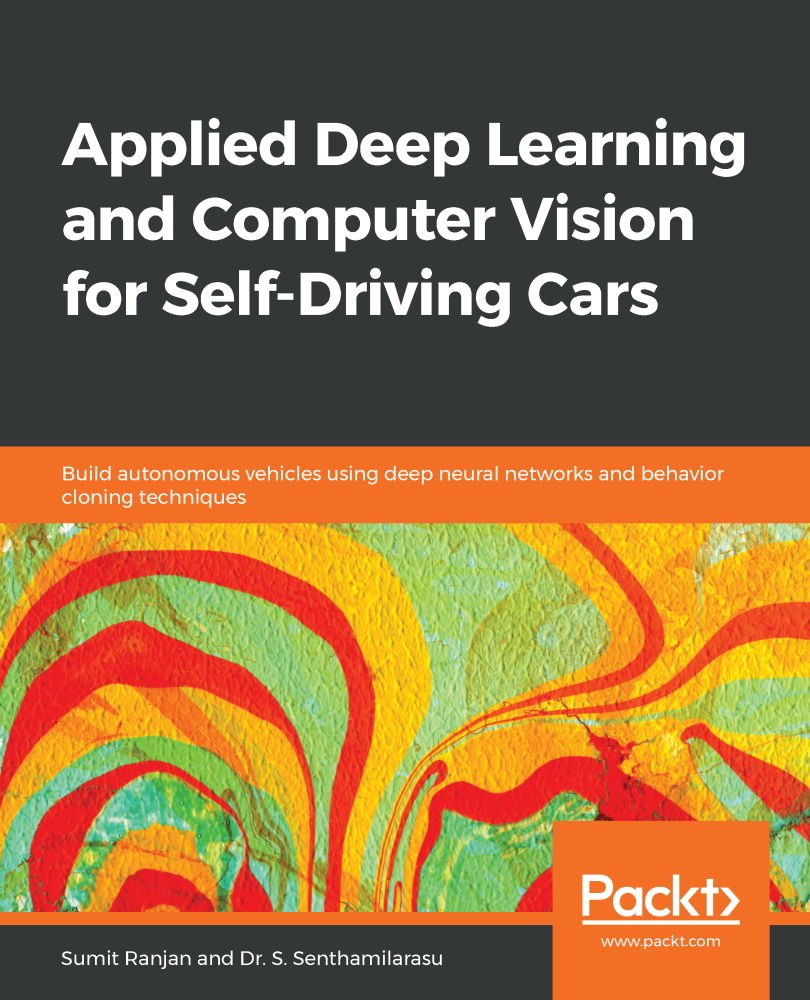 Applied Deep Learning
and Computer Vision
for Self-Driving Cars
Build autonomous vehicles using deep neural networks and behavior
cloning techniques
Packt>
www.packt.com
Sumit Ranjan and Dr. S. Senthamilarasu